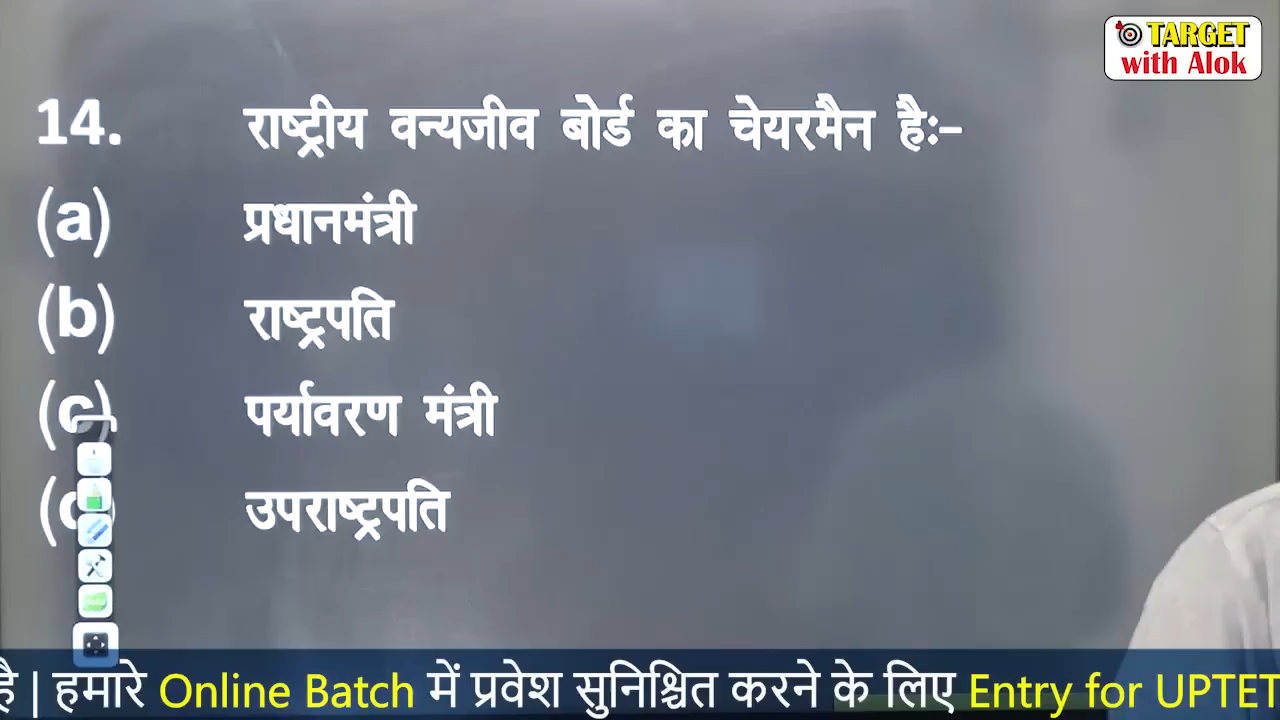 TARGET
with Alok
14. राष्ट्रीय वन्यजीव बोर्ड का चेयरमैन है:–
(a) प्रधानमंत्री
(b) राष्ट्रपति
(c) पर्यावरण मंत्री
उपराष्ट्रपति
है | हमारे Online Batch में प्रवेश सुनिश्चित करने के लिए Entry for UPTET